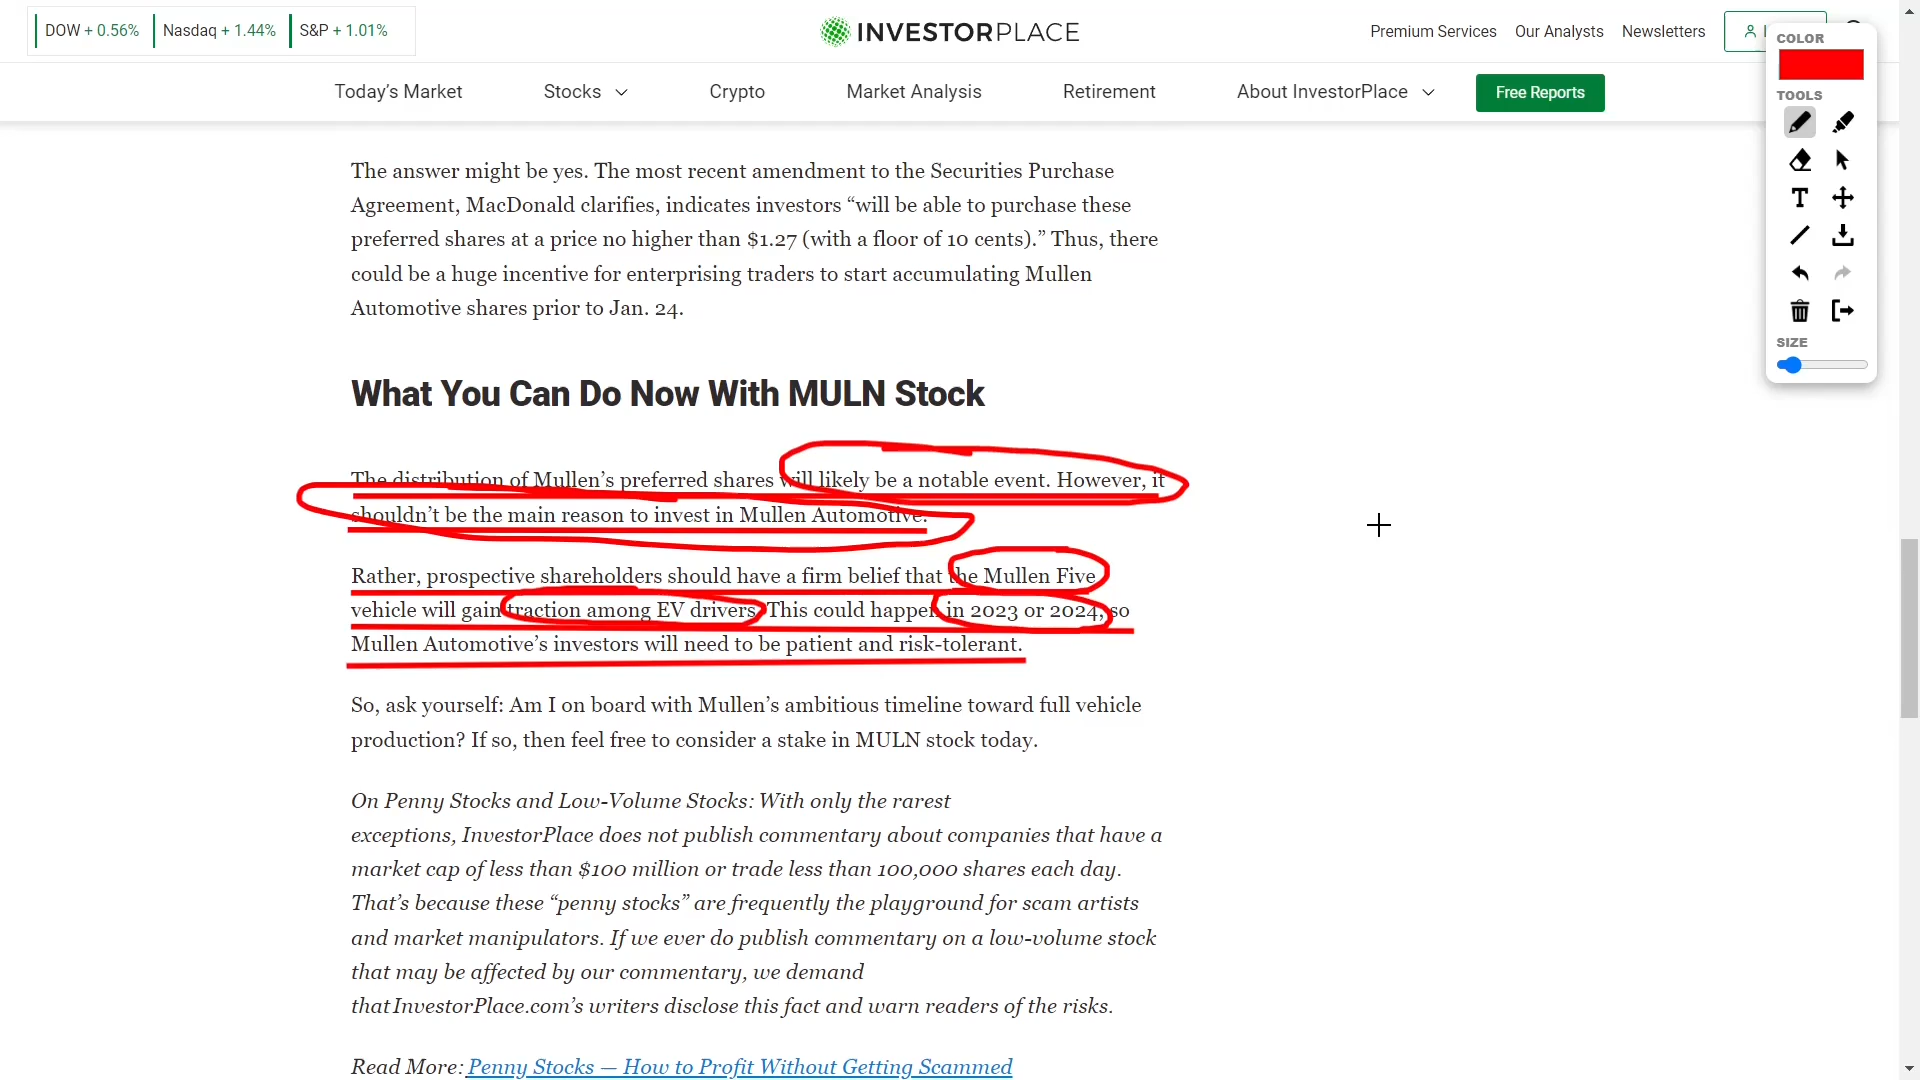 DOW + 0.56% Nasdaq + 1.44% S&P + 1.01%
INVESTORPLACE
Premium Services Our Analysts Newsletters
Today’s Market Stocks Crypto Market Analysis Retirement About InvestorPlace Free Reports
COLOR
TOOLS
T
SIZE
The answer might be yes. The most recent amendment to the Securities Purchase
Agreement, MacDonald clarifies, indicates investors “will be able to purchase these
preferred shares at a price no higher than $1.27 (with a floor of 10 cents).” Thus, there
could be a huge incentive for enterprising traders to start accumulating Mullen
Automotive shares prior to Jan. 24.
What You Can Do Now With MULN Stock
The distribution of Mullen’s preferred shares will likely be a notable event. However, it
shouldn’t be the main reason to invest in Mullen Automotive.
Rather, prospective shareholders should have a firm belief that the Mullen Five
vehicle will gain traction among EV drivers. This could happen in 2023 or 2024, so
Mullen Automotive’s investors will need to be patient and risk-tolerant.
So, ask yourself: Am I on board with Mullen’s ambitious timeline toward full vehicle
production? If so, then feel free to consider a stake in MULN stock today.
On Penny Stocks and Low-Volume Stocks: With only the rarest
exceptions, InvestorPlace does not publish commentary about companies that have a
market cap of less than $100 million or trade less than 100,000 shares each day.
That’s because these “penny stocks” are frequently the playground for scam artists
and market manipulators. If we ever do publish commentary on a low-volume stock
that may be affected by our commentary, we demand
that InvestorPlace.com’s writers disclose this fact and warn readers of the risks.
Read More: Penny Stocks — How to Profit Without Getting Scammed